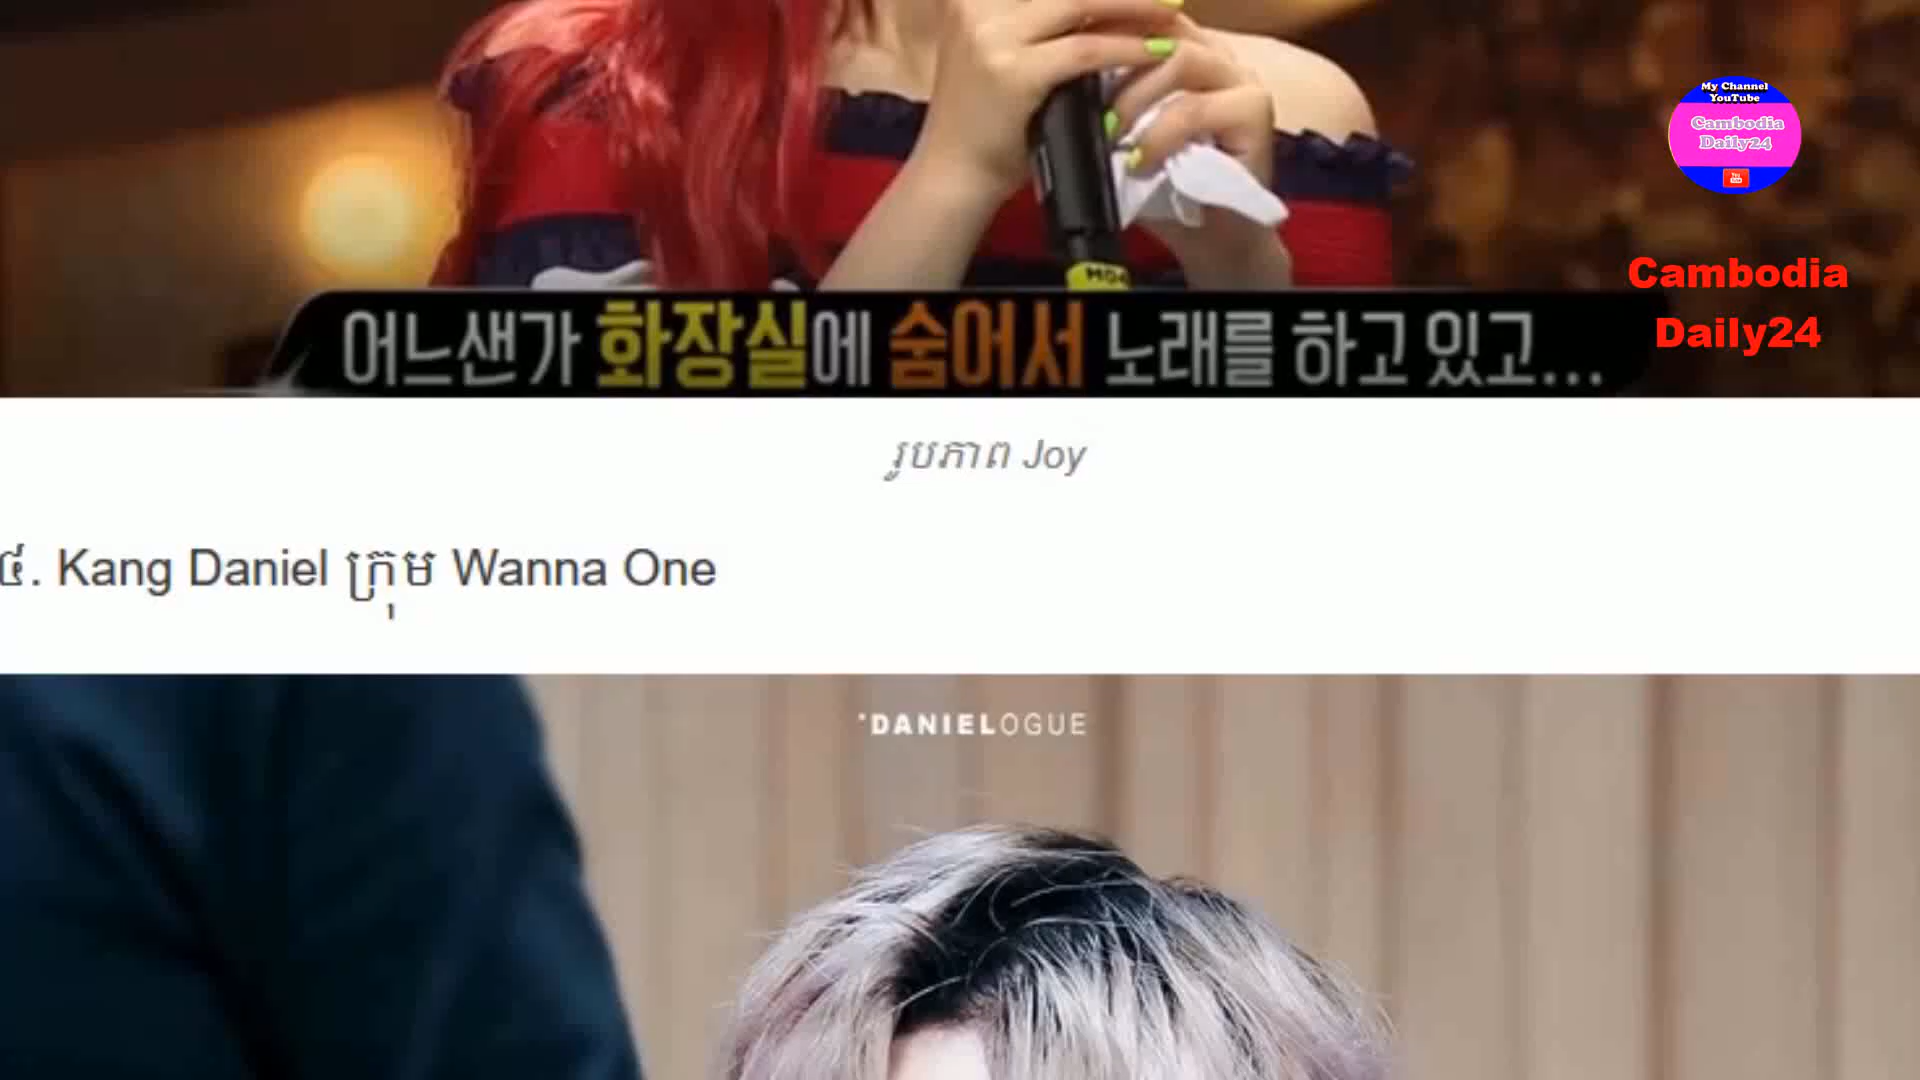 My Channel
YouTube
Cambodia
Daily24
Cambodia
Daily24
어느샌가 화장실에 숨어서 노래를 하고 있고...
រូបភាព Joy
៤. Kang Daniel ក្រុម Wanna One
*DANIELOGUE